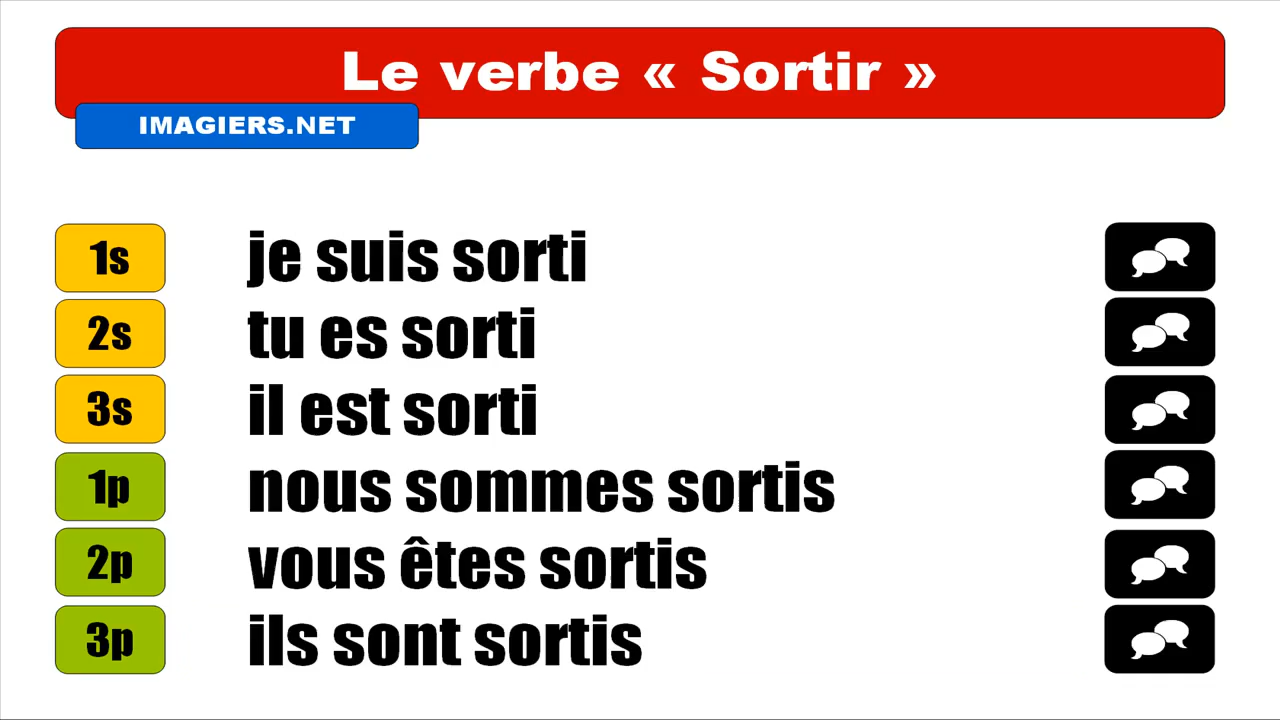 Le verbe « Sortir »
IMAGIERS.NET
1s je suis sorti
2s tu es sorti
3s il est sorti
1p nous sommes sortis
2p vous êtes sortis
3p ils sont sortis